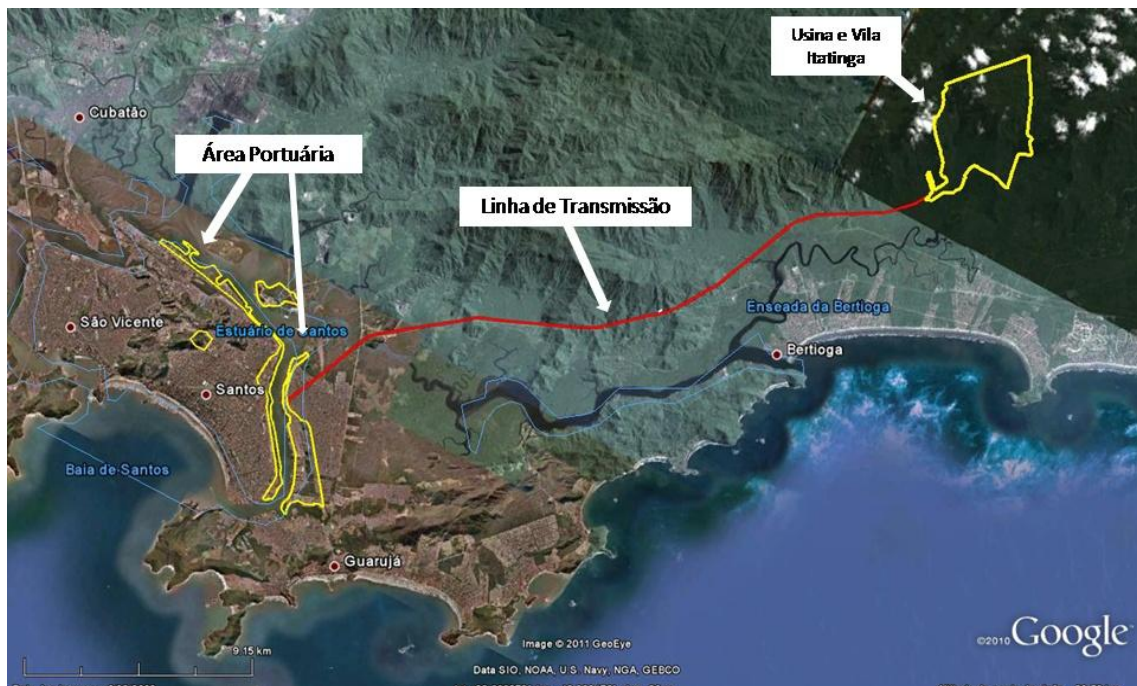 Usina e Vila
Itatinga
Cubatão
Área Portuária
Linha de Transmissão
Enseada da Bertioga
São Vicente
Estuário de Santos
Bertioga
Santos
Baia de Santos
Guarujá
Image © 2011 GeoEye
©2010 Google
9.15 km
Data SIO, NOAA, U.S. Navy, NGA, GEBCO